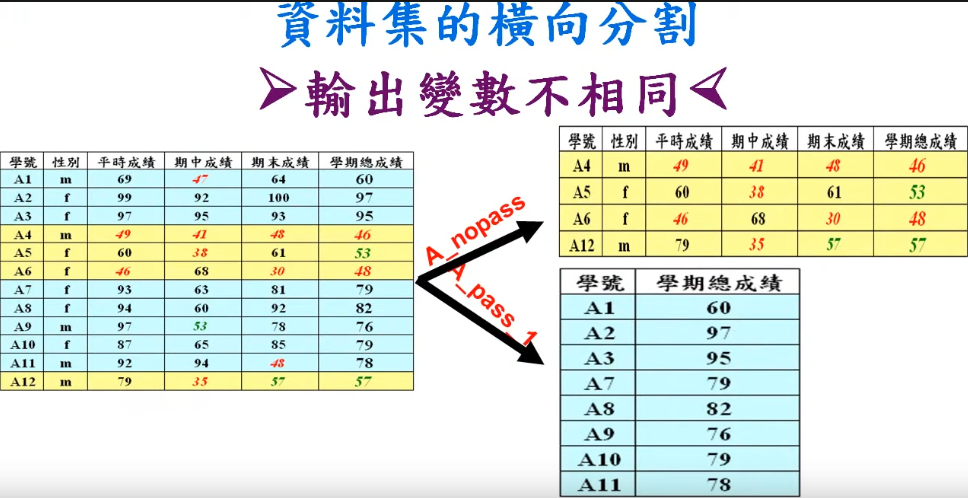 資料集的橫向分割
輸出變數不相同
學號 性別 平時成績 期中成績 期末成績 學期總成績
A1 m 69 47 64 60
A2 f 99 92 100 97
A3 f 97 95 93 95
A4 m 49 41 48 46
A5 f 60 38 61 53
A6 f 46 68 30 48
A7 f 93 63 81 79
A8 f 94 60 92 82
A9 m 97 53 78 76
A10 f 87 65 85 79
A11 m 92 94 48 78
A12 m 79 35 57 57
A_nopass
A_pass_1
學號 性別 平時成績 期中成績 期末成績 學期總成績
A4 m 49 41 48 46
A5 f 60 38 61 53
A6 f 46 68 30 48
A12 m 79 35 57 57
學號 學期總成績
A1 60
A2 97
A3 95
A7 79
A8 82
A9 76
A10 79
A11 78